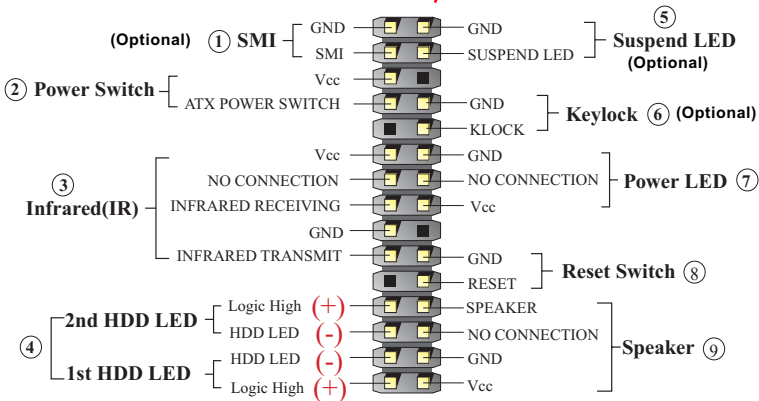 (Optional) ① SMI
GND
SMI
② Power Switch
Vcc
ATX POWER SWITCH
③
Infrared(IR)
Vcc
NO CONNECTION
INFRARED RECEIVING
GND
INFRARED TRANSMIT
④
2nd HDD LED
Logic High (+)
HDD LED (-)
1st HDD LED
HDD LED (-)
Logic High (+)
GND
SUSPEND LED
⑤
Suspend LED
(Optional)
GND
KLOCK
Keylock ⑥ (Optional)
GND
NO CONNECTION
Vcc
Power LED ⑦
GND
RESET
Reset Switch ⑧
SPEAKER
NO CONNECTION
GND
Vcc
Speaker ⑨